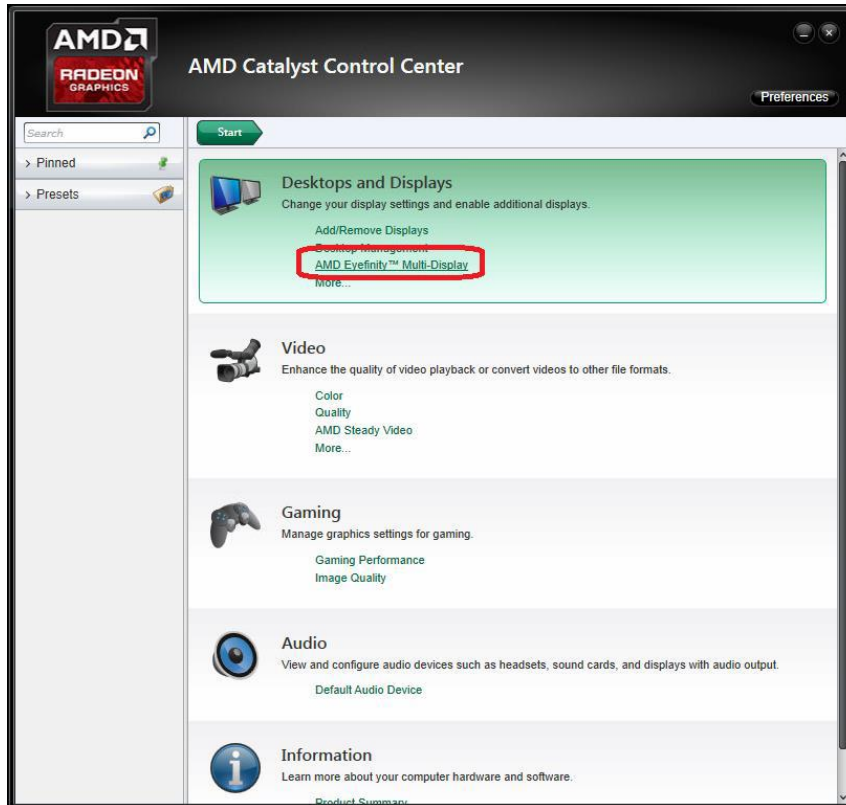 AMD
RADEON
GRAPHICS
AMD Catalyst Control Center
Preferences
Search
Start
> Pinned
> Presets
Desktops and Displays
Change your display settings and enable additional displays.
Add/Remove Displays
Desktop Management
AMD Eyefinity™ Multi-Display
More...
Video
Enhance the quality of video playback or convert videos to other file formats.
Color
Quality
AMD Steady Video
More...
Gaming
Manage graphics settings for gaming.
Gaming Performance
Image Quality
Audio
View and configure audio devices such as headsets, sound cards, and displays with audio output.
Default Audio Device
Information
Learn more about your computer hardware and software.
Product Summary